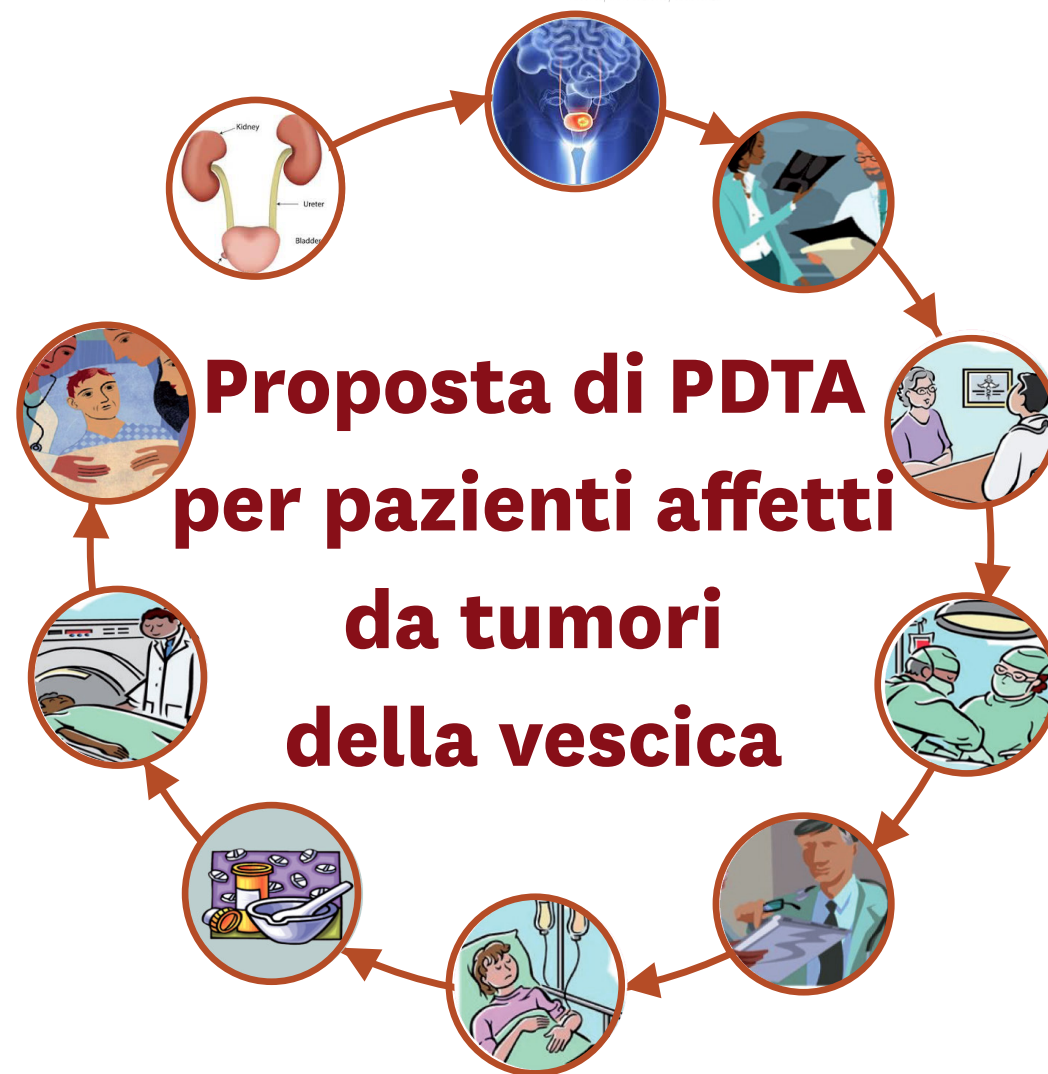 Kidney
Ureter
Bladder
Proposta di PDTA
per pazienti affetti
da tumori
della vescica